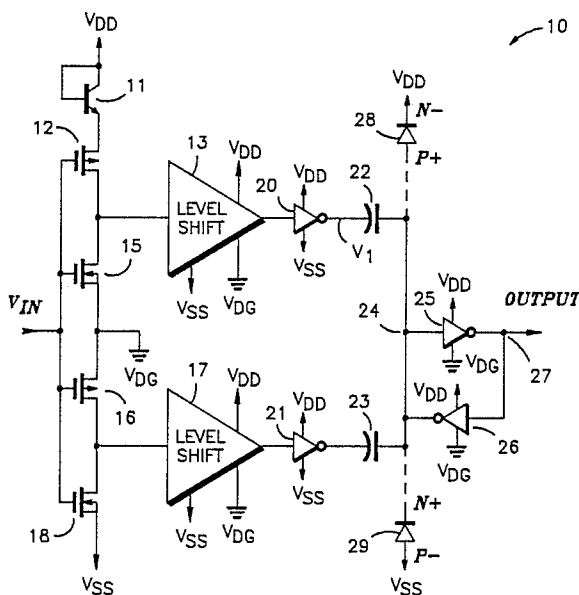 10
VDD
11
12
VDD
N−
28
P+
13
VDD
20
VDD
22
LEVEL
SHIFT
VSS
V1
VSS
VDG
15
VIN
VDG
24
25
VDD
OUTPUT
VDG
27
16
17
VDD
21
VDD
23
VDD
LEVEL
SHIFT
26
VDG
VSS
VSS
VDG
N+
18
29
P−
VSS
VSS